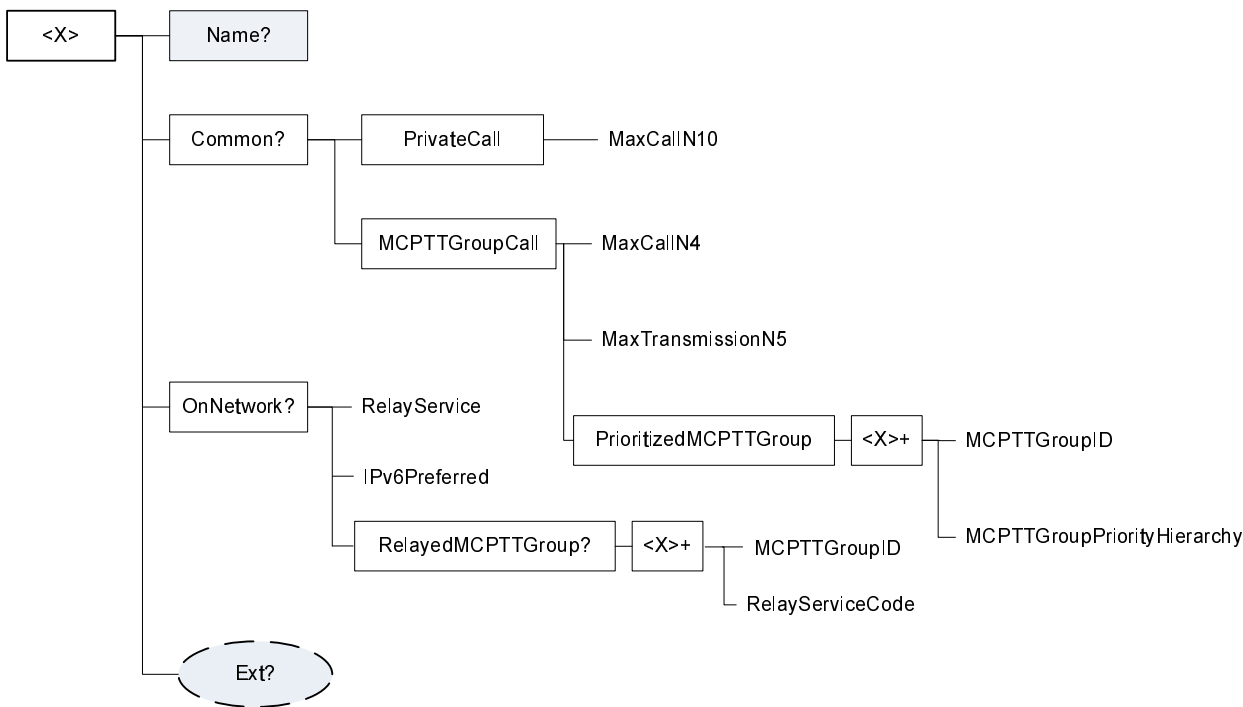 <X>
Name?
Common?
PrivateCall
MaxCallN10
MCPTTGroupCall
MaxCallN4
MaxTransmissionN5
OnNetwork?
RelayService
PrioritizedMCPTTGroup
<X>+
MCPTTGroupID
IPv6Preferred
MCPTTGroupPriorityHierarchy
RelayedMCPTTGroup?
<X>+
MCPTTGroupID
RelayServiceCode
Ext?